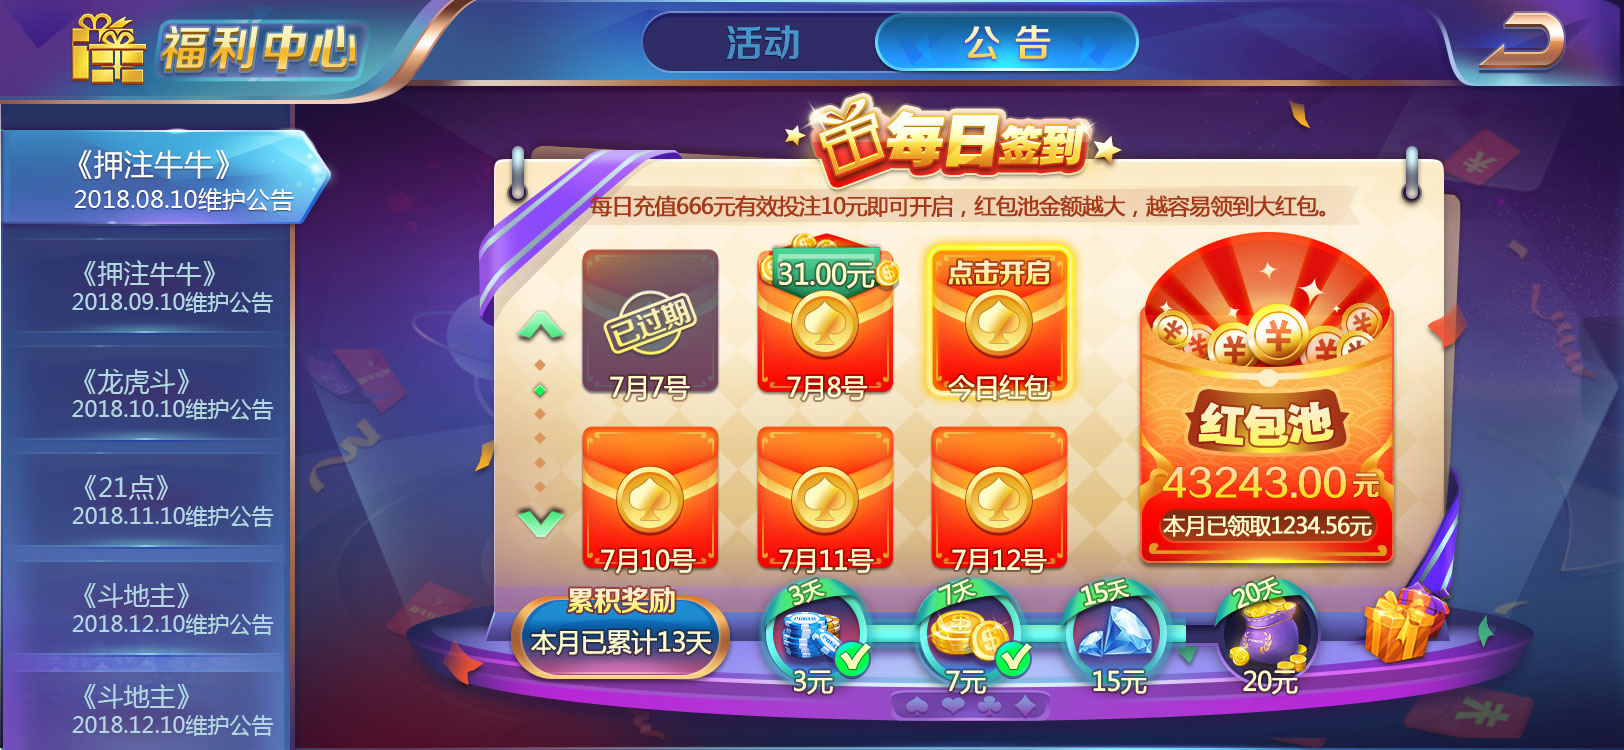 福利中心
活动
公告
《押注牛牛》
2018.08.10维护公告
《押注牛牛》
2018.09.10维护公告
《龙虎斗》
2018.10.10维护公告
《21点》
2018.11.10维护公告
《斗地主》
2018.12.10维护公告
《斗地主》
2018.12.10维护公告
每日签到
每日充值666元有效投注10元即可开启，红包池金额越大，越容易领到大红包。
已过期
7月7号
31.00元
7月8号
点击开启
今日红包
7月10号
7月11号
7月12号
红包池
43243.00元
本月已领取1234.56元
累积奖励
本月已累计13天
3天
3元
7天
7元
15天
15元
20天
20元